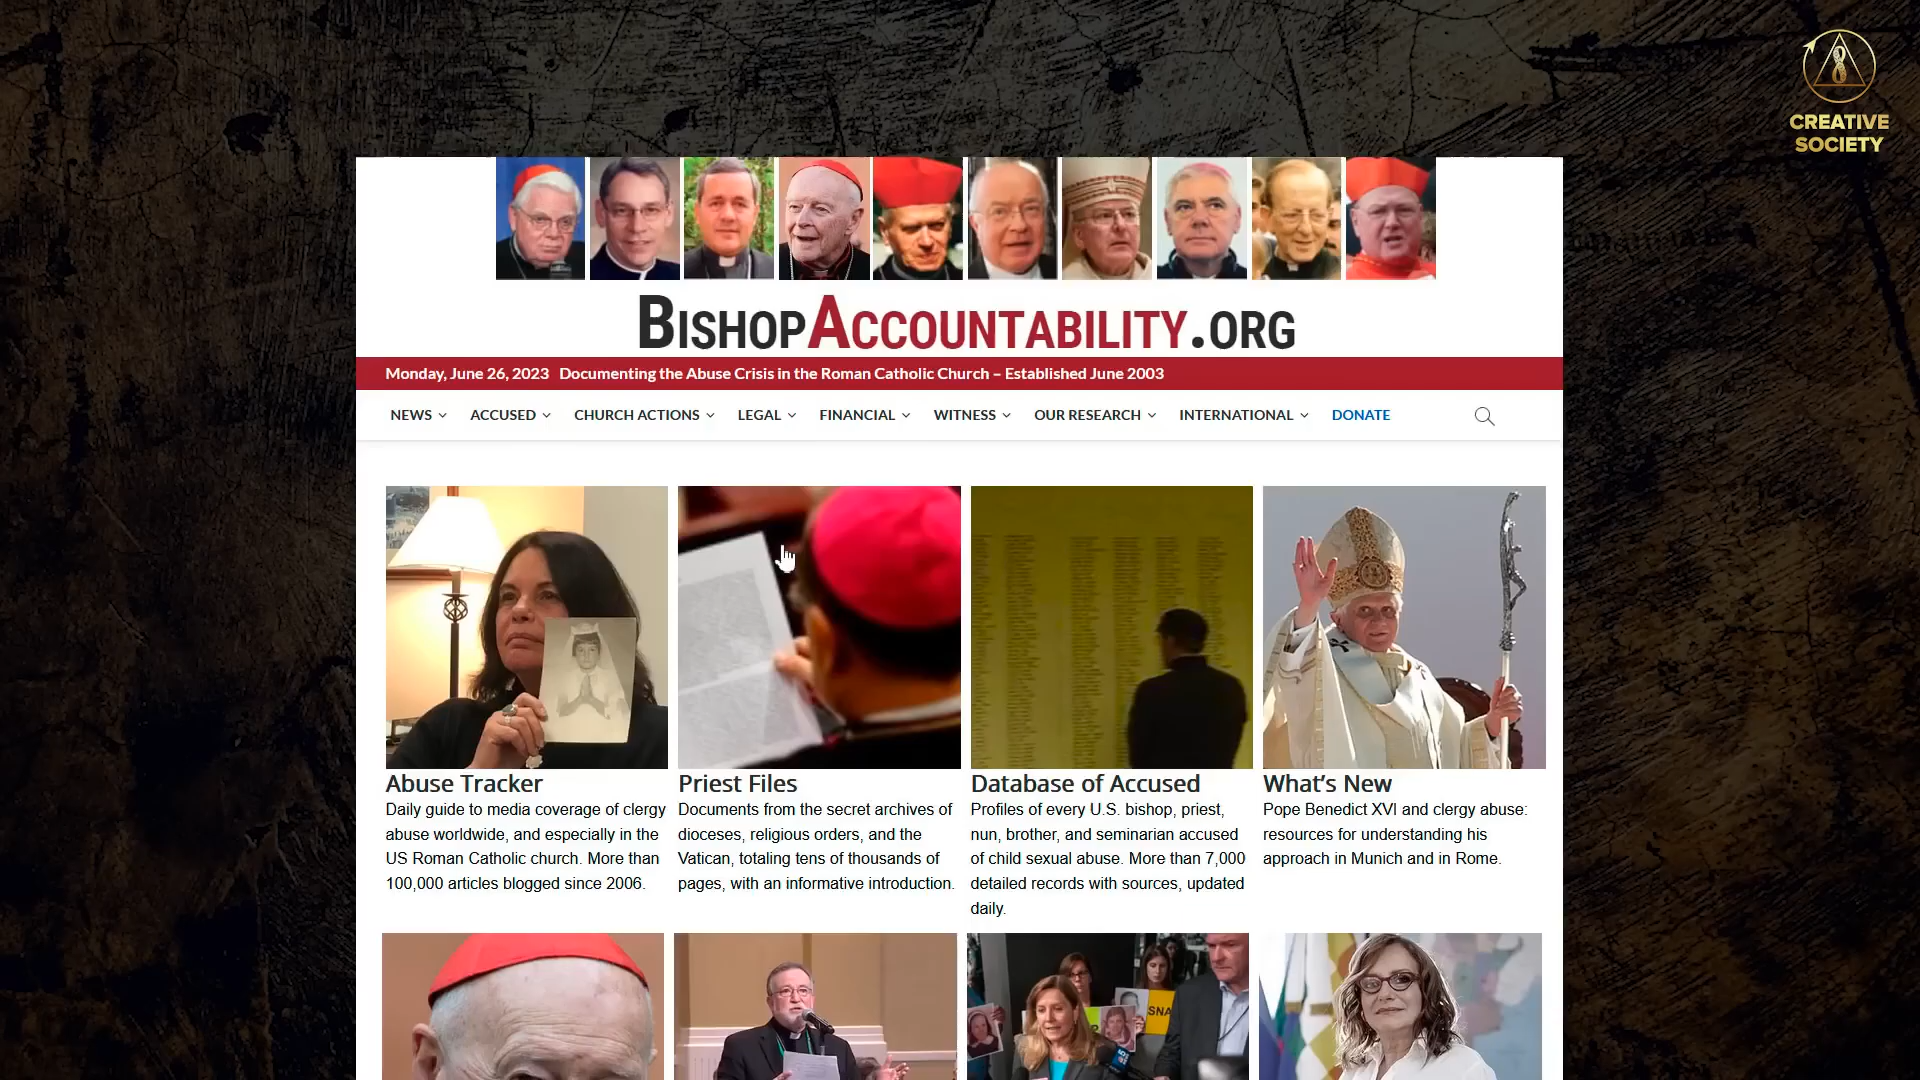 CREATIVE
SOCIETY
BISHOPACCOUNTABILITY.ORG
Monday, June 26, 2023 Documenting the Abuse Crisis in the Roman Catholic Church – Established June 2003
NEWS ACCUSED CHURCH ACTIONS LEGAL FINANCIAL WITNESS OUR RESEARCH INTERNATIONAL DONATE
Abuse Tracker
Daily guide to media coverage of clergy
abuse worldwide, and especially in the
US Roman Catholic church. More than
100,000 articles blogged since 2006.
Priest Files
Documents from the secret archives of
dioceses, religious orders, and the
Vatican, totaling tens of thousands of
pages, with an informative introduction.
Database of Accused
Profiles of every U.S. bishop, priest,
nun, brother, and seminarian accused
of child sexual abuse. More than 7,000
detailed records with sources, updated
daily.
What's New
Pope Benedict XVI and clergy abuse:
resources for understanding his
approach in Munich and in Rome.
SNA